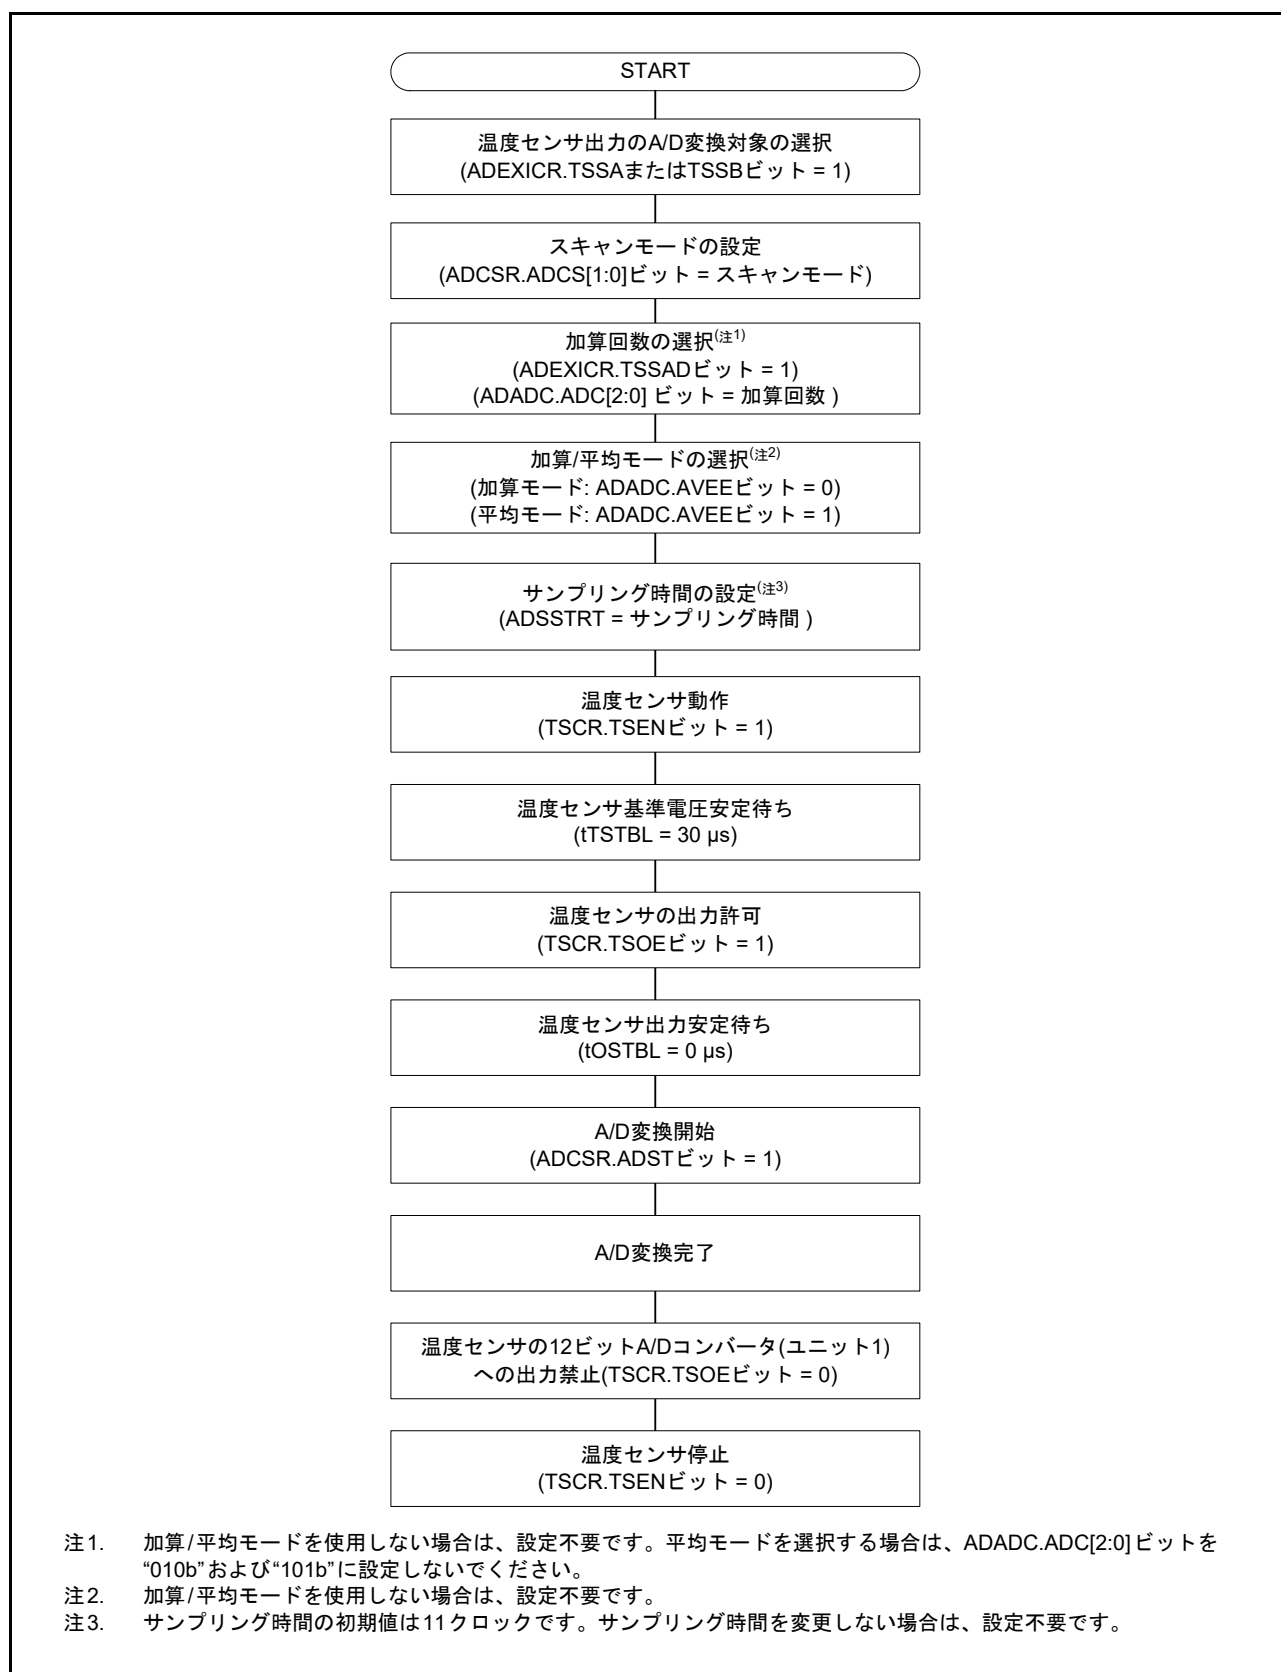 START
温度センサ出力のA/D変換対象の選択
(ADEXICR.TSSAまたはTSSBビット = 1)
スキャンモードの設定
(ADCSR.ADCS[1:0]ビット = スキャンモード)
加算回数の選択(注1)
(ADEXICR.TSSADビット = 1)
(ADADC.ADC[2:0] ビット = 加算回数 )
加算/平均モードの選択(注2)
(加算モード: ADADC.AVEEビット = 0)
(平均モード: ADADC.AVEEビット = 1)
サンプリング時間の設定(注3)
(ADSSTRT = サンプリング時間 )
温度センサ動作
(TSCR.TSENビット = 1)
温度センサ基準電圧安定待ち
(tTSTBL = 30 μs)
温度センサの出力許可
(TSCR.TSOEビット = 1)
温度センサ出力安定待ち
(tOSTBL = 0 μs)
A/D変換開始
(ADCSR.ADSTビット = 1)
A/D変換完了
温度センサの12ビットA/Dコンバータ(ユニット1)
への出力禁止(TSCR.TSOEビット = 0)
温度センサ停止
(TSCR.TSENビット = 0)
注1. 加算/平均モードを使用しない場合は、設定不要です。平均モードを選択する場合は、ADADC.ADC[2:0]ビットを
“010b”および“101b”に設定しないでください。
注2. 加算/平均モードを使用しない場合は、設定不要です。
注3. サンプリング時間の初期値は11クロックです。サンプリング時間を変更しない場合は、設定不要です。